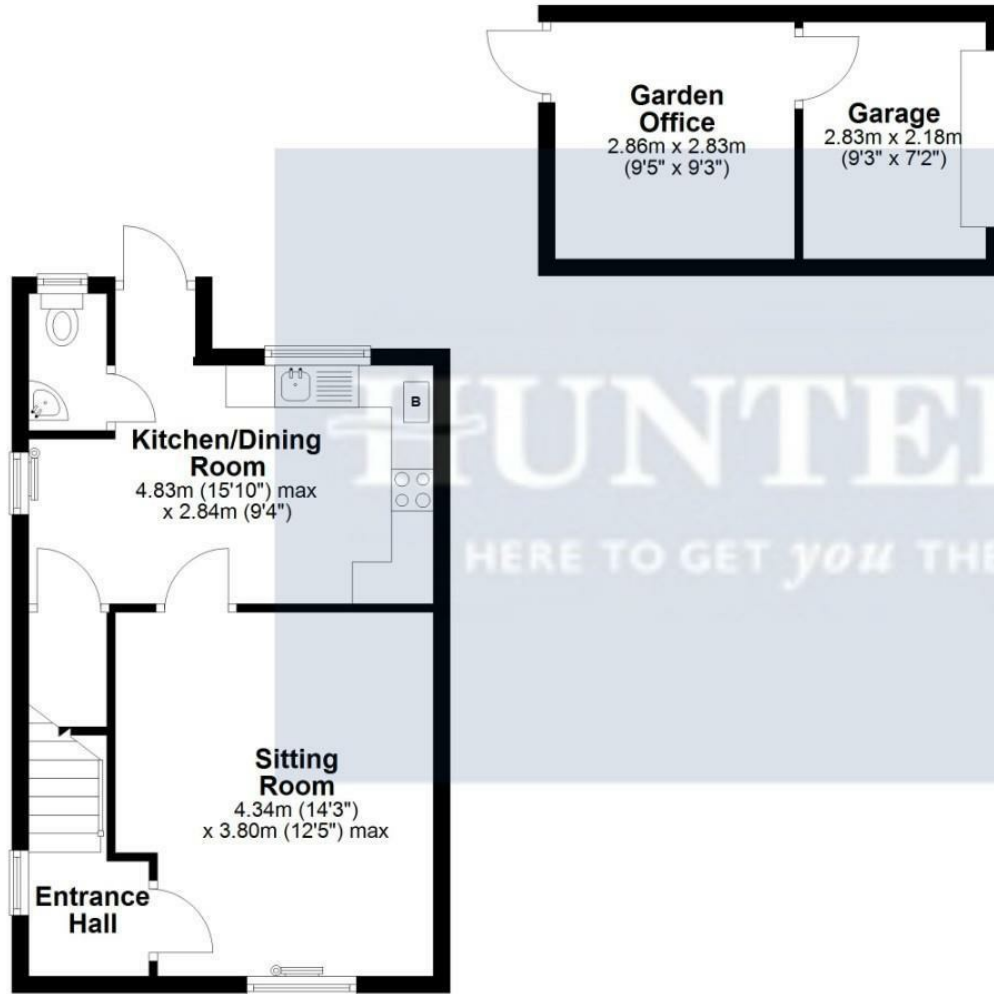 Garden
Office
2.86m x 2.83m
(9'5" x 9'3")
Garage
2.83m x 2.18m
(9'3" x 7'2")
B
Kitchen/Dining
Room
4.83m (15'10") max
x 2.84m (9'4")
HUNTE
HERE TO GET you THE
Sitting
Room
4.34m (14'3")
x 3.80m (12'5") max
Entrance
Hall